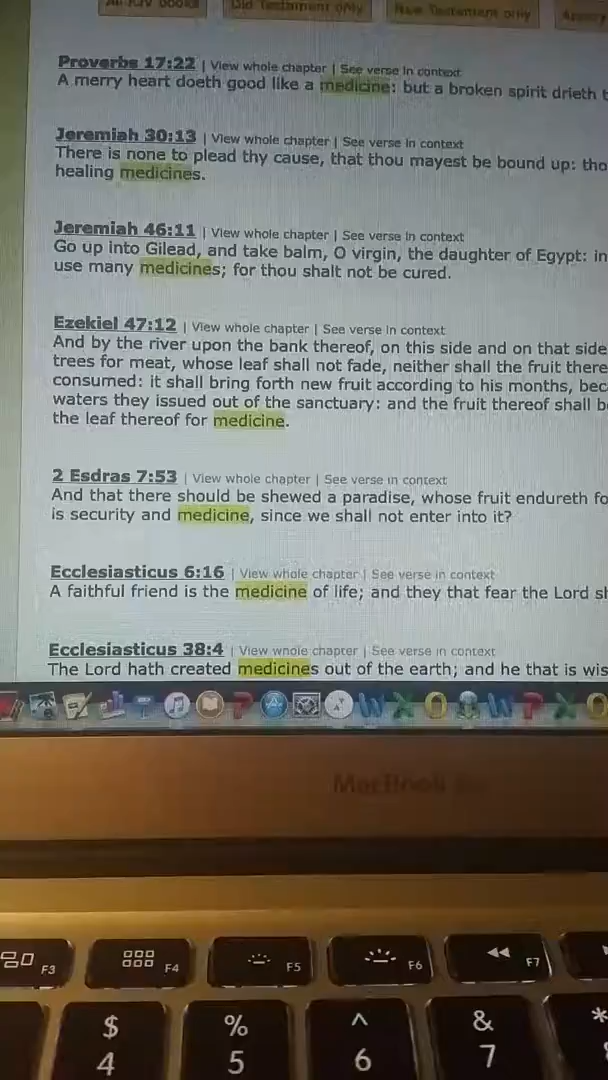 All KJV Books Old Testament only New Testament only
Proverbs 17:22 | View whole chapter | See verse in context
A merry heart doeth good like a medicine: but a broken spirit drieth
Jeremiah 30:13 | View whole chapter | See verse in context
There is none to plead thy cause, that thou mayest be bound up: tho
healing medicines.
Jeremiah 46:11 | View whole chapter | See verse in context
Go up into Gilead, and take balm, O virgin, the daughter of Egypt: in
use many medicines; for thou shalt not be cured.
Ezekiel 47:12 | View whole chapter | See verse in context
And by the river upon the bank thereof, on this side and on that side
trees for meat, whose leaf shall not fade, neither shall the fruit there
consumed: it shall bring forth new fruit according to his months, bec
waters they issued out of the sanctuary: and the fruit thereof shall b
the leaf thereof for medicine.
2 Esdras 7:53 | View whole chapter | See verse in context
And that there should be shewed a paradise, whose fruit endureth fo
is security and medicine, since we shall not enter into it?
Ecclesiasticus 6:16 | View whole chapter | See verse in context
A faithful friend is the medicine of life; and they that fear the Lord sh
Ecclesiasticus 38:4 | View whole chapter | See verse in context
The Lord hath created medicines out of the earth; and he that is wis
MacBook
F3 F4 F5 F6 F7
$ % ^ & *
4 5 6 7